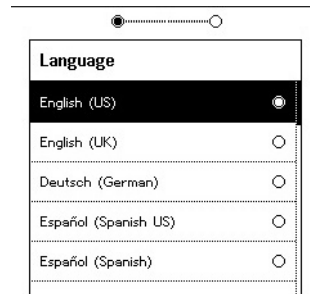 Language
English (US)
English (UK)
Deutsch (German)
Español (Spanish US)
Español (Spanish)